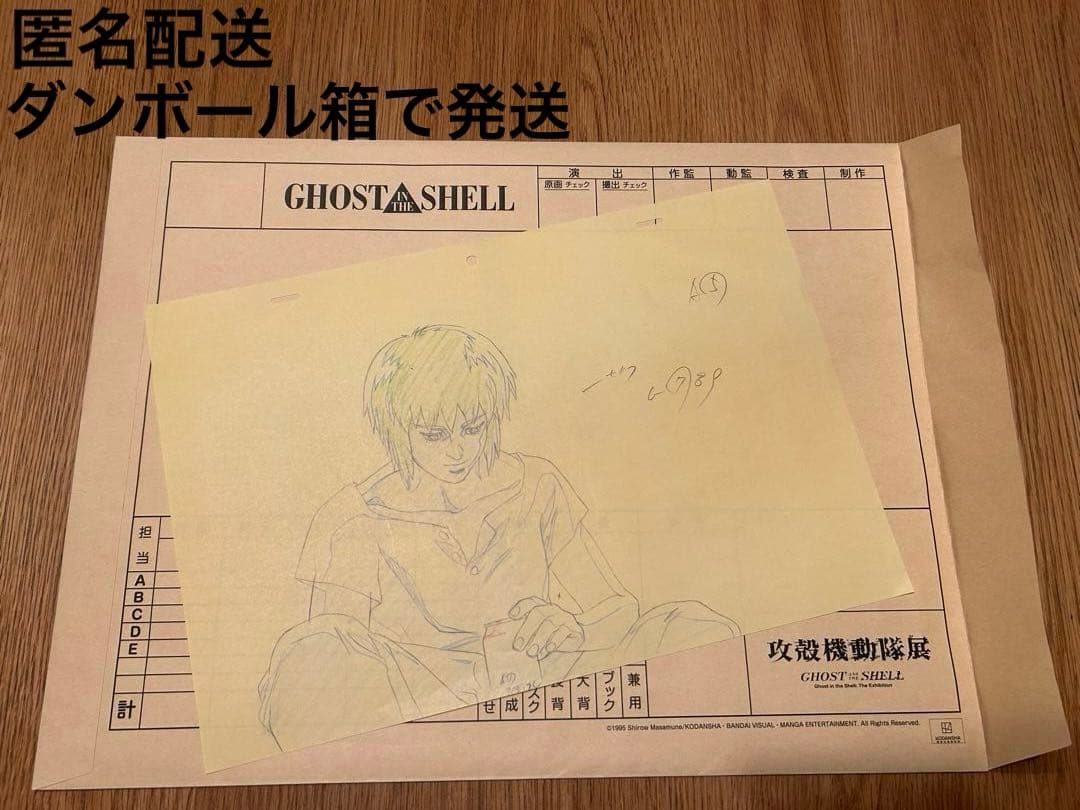 匿名配送
ダンボール箱で発送
GHOST IN THE SHELL
演出
作監
動監
検査
制作
原画チェック
撮出チェック
A⑤
⑦89
担当
A
B
C
D
E
計
せ
成
スク
背
大背
ブック
兼用
攻殻機動隊展
GHOST IN THE SHELL
Ghost in the Shell: The Exhibition
©1995 Shirow Masamune/KODANSHA・BANDAI VISUAL・MANGA ENTERTAINMENT. All Rights Reserved.
KODANSHA